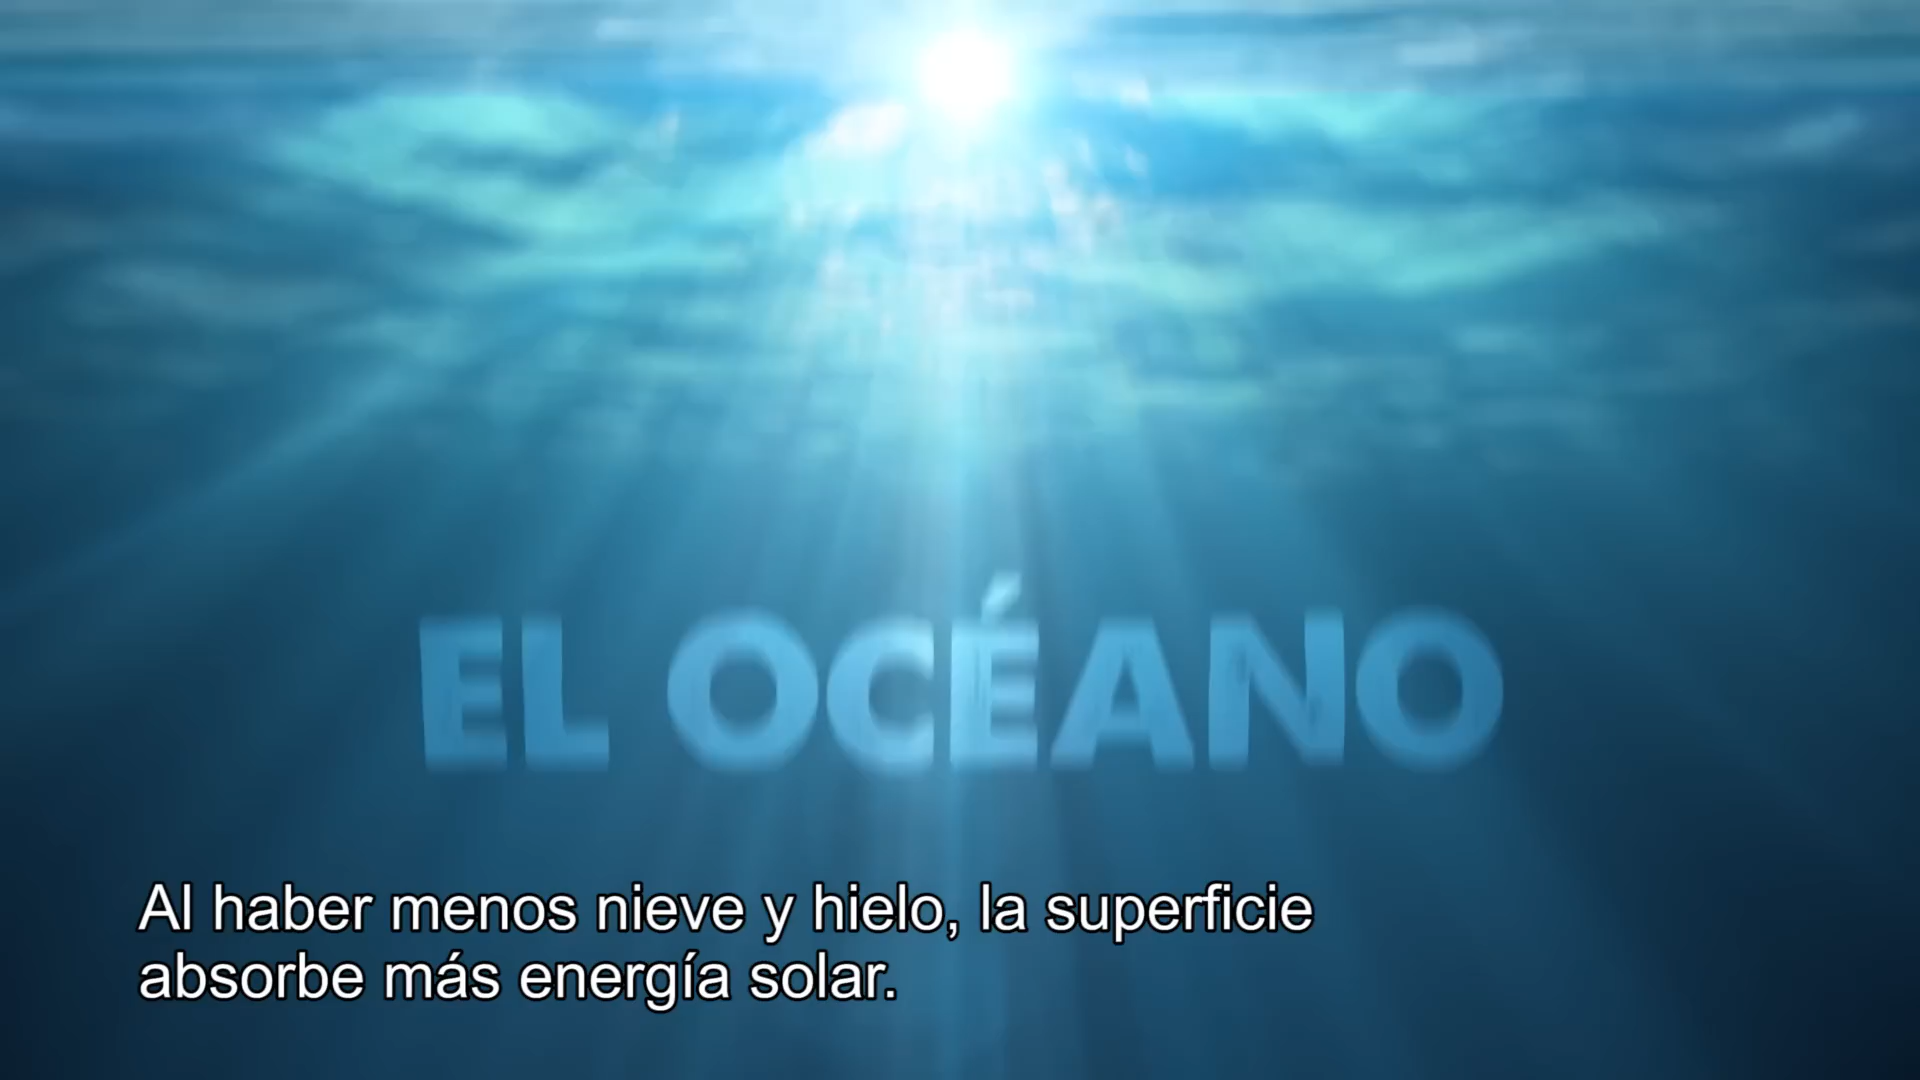 EL OCÉANO
Al haber menos nieve y hielo, la superficie
absorbe más energía solar.